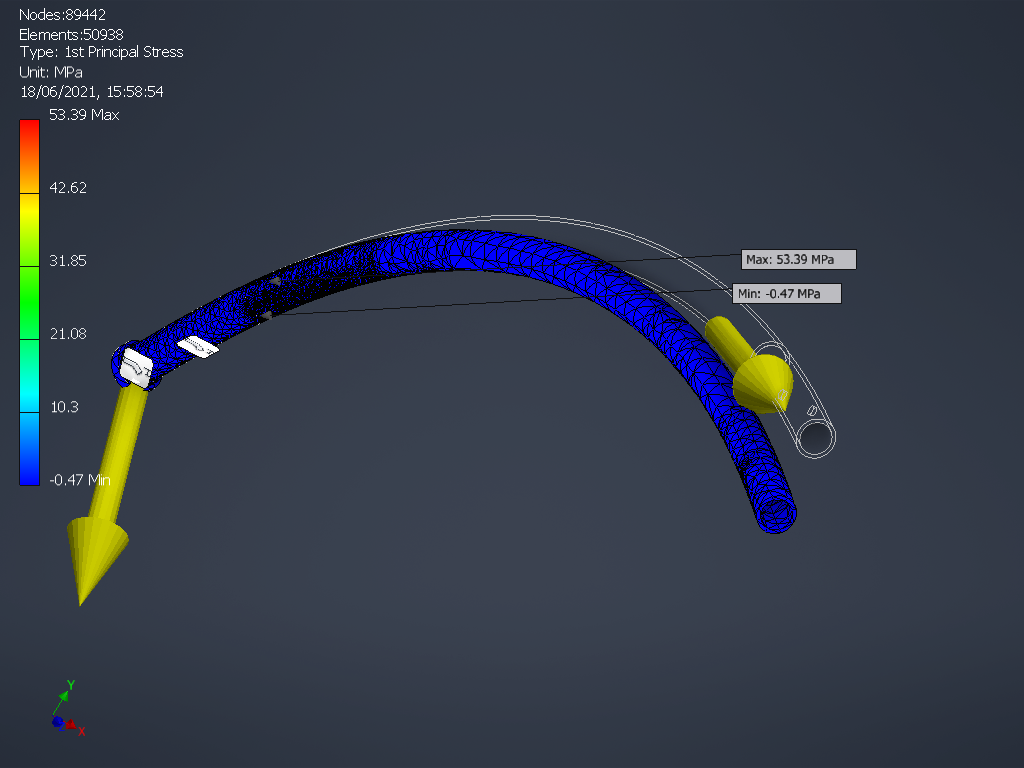 Nodes:89442
Elements:50938
Type: 1st Principal Stress
Unit: MPa
18/06/2021, 15:58:54
53.39 Max
42.62
31.85
21.08
10.3
-0.47 Min
Max: 53.39 MPa
Min: -0.47 MPa
Y
X